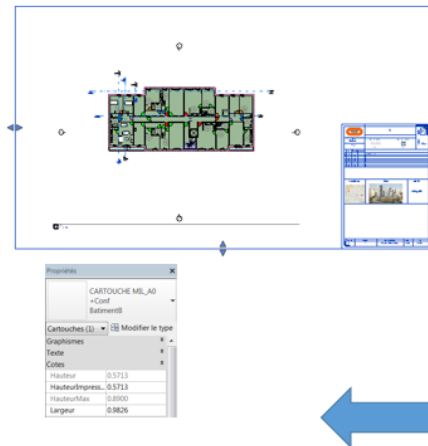 Propriétés
CARTOUCHE MIL_A0
+Conf
BatimentB
Cartouches (1) Modifier le type
Graphismes
Texte
Cotes
Hauteur 0.5713
HauteurImpress... 0.5713
HauteurMax 0.8900
Largeur 0.9826